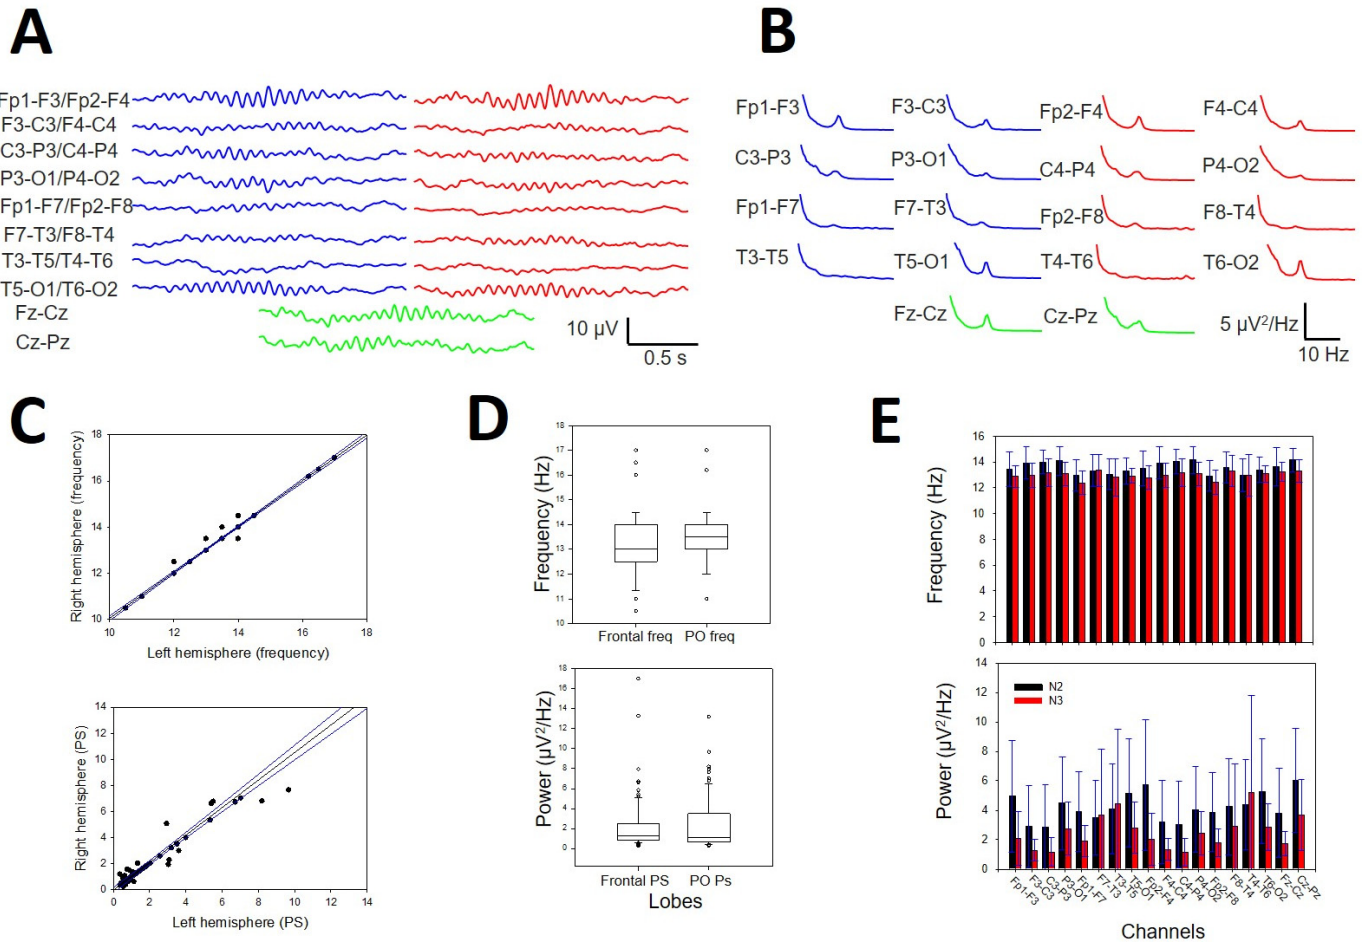 A
Fp1-F3/Fp2-F4
F3-C3/F4-C4
C3-P3/C4-P4
P3-O1/P4-O2
Fp1-F7/Fp2-F8
F7-T3/F8-T4
T3-T5/T4-T6
T5-O1/T6-O2
Fz-Cz
Cz-Pz
10 µV
0.5 s
B
Fp1-F3 F3-C3 Fp2-F4 F4-C4
C3-P3 P3-O1 C4-P4 P4-O2
Fp1-F7 F7-T3 Fp2-F8 F8-T4
T3-T5 T5-O1 T4-T6 T6-O2
Fz-Cz Cz-Pz
5 µV²/Hz
10 Hz
C
Right hemisphere (frequency)
18
16
14
12
10
10 12 14 16 18
Left hemisphere (frequency)
Right hemisphere (PS)
14
12
10
8
6
4
2
0
0 2 4 6 8 10 12 14
Left hemisphere (PS)
D
Frequency (Hz)
18
17
16
15
14
13
12
11
10
Frontal freq PO freq
Power (µV²/Hz)
18
16
14
12
10
8
6
4
2
0
Frontal PS PO Ps
Lobes
E
Frequency (Hz)
16
14
12
10
8
6
4
2
0
Power (µV²/Hz)
14
12
10
8
6
4
2
0
N2
N3
Fp1-F3
F3-C3
C3-P3
P3-O1
Fp1-F7
F7-T3
T3-T5
T5-O1
Fp2-F4
F4-C4
C4-P4
P4-O2
Fp2-F8
F8-T4
T4-T6
T6-O2
Fz-Cz
Cz-Pz
Channels